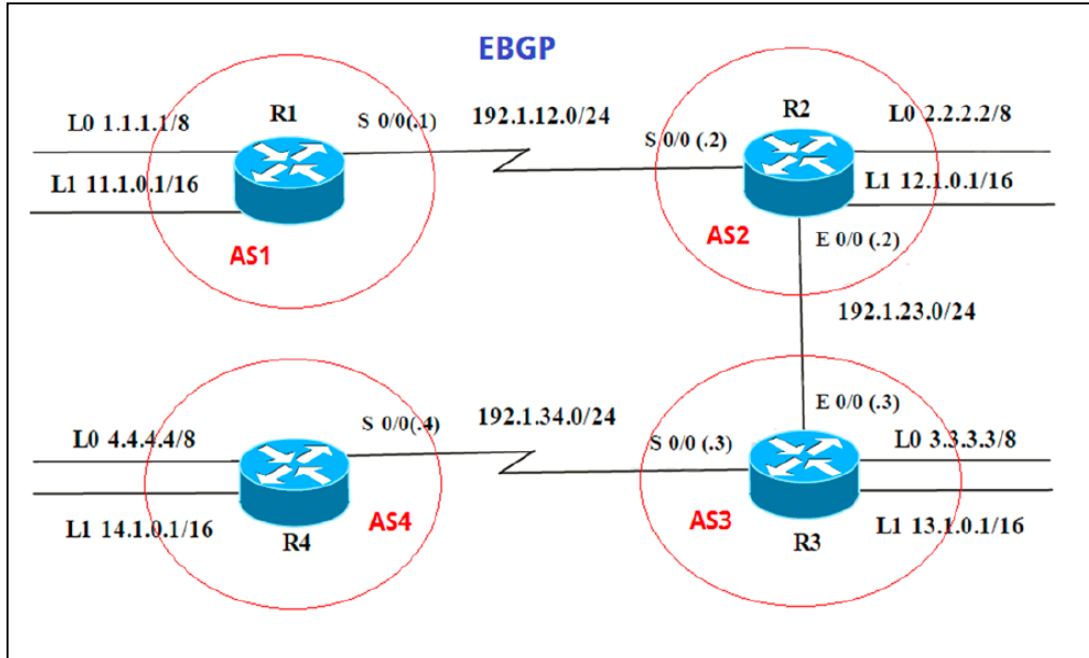 EBGP
R1
L0 1.1.1.1/8
S 0/0(.1)
L1 11.1.0.1/16
AS1
192.1.12.0/24
R2
S 0/0 (.2)
L0 2.2.2.2/8
L1 12.1.0.1/16
AS2
E 0/0 (.2)
192.1.23.0/24
L0 4.4.4.4/8
S 0/0(.4)
L1 14.1.0.1/16
AS4
R4
192.1.34.0/24
E 0/0 (.3)
S 0/0 (.3)
L0 3.3.3.3/8
AS3
L1 13.1.0.1/16
R3